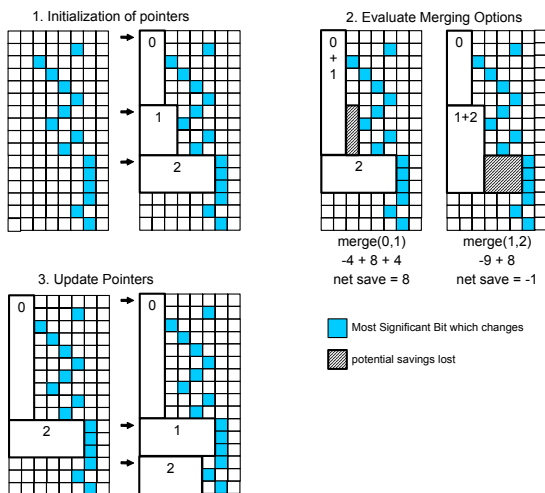 1. Initialization of pointers
0
1
2
2. Evaluate Merging Options
0
+
1
2
0
1+2
merge(0,1)
-4 + 8 + 4
net save = 8
merge(1,2)
-9 + 8
net save = -1
3. Update Pointers
0
2
0
1
2
Most Significant Bit which changes
potential savings lost